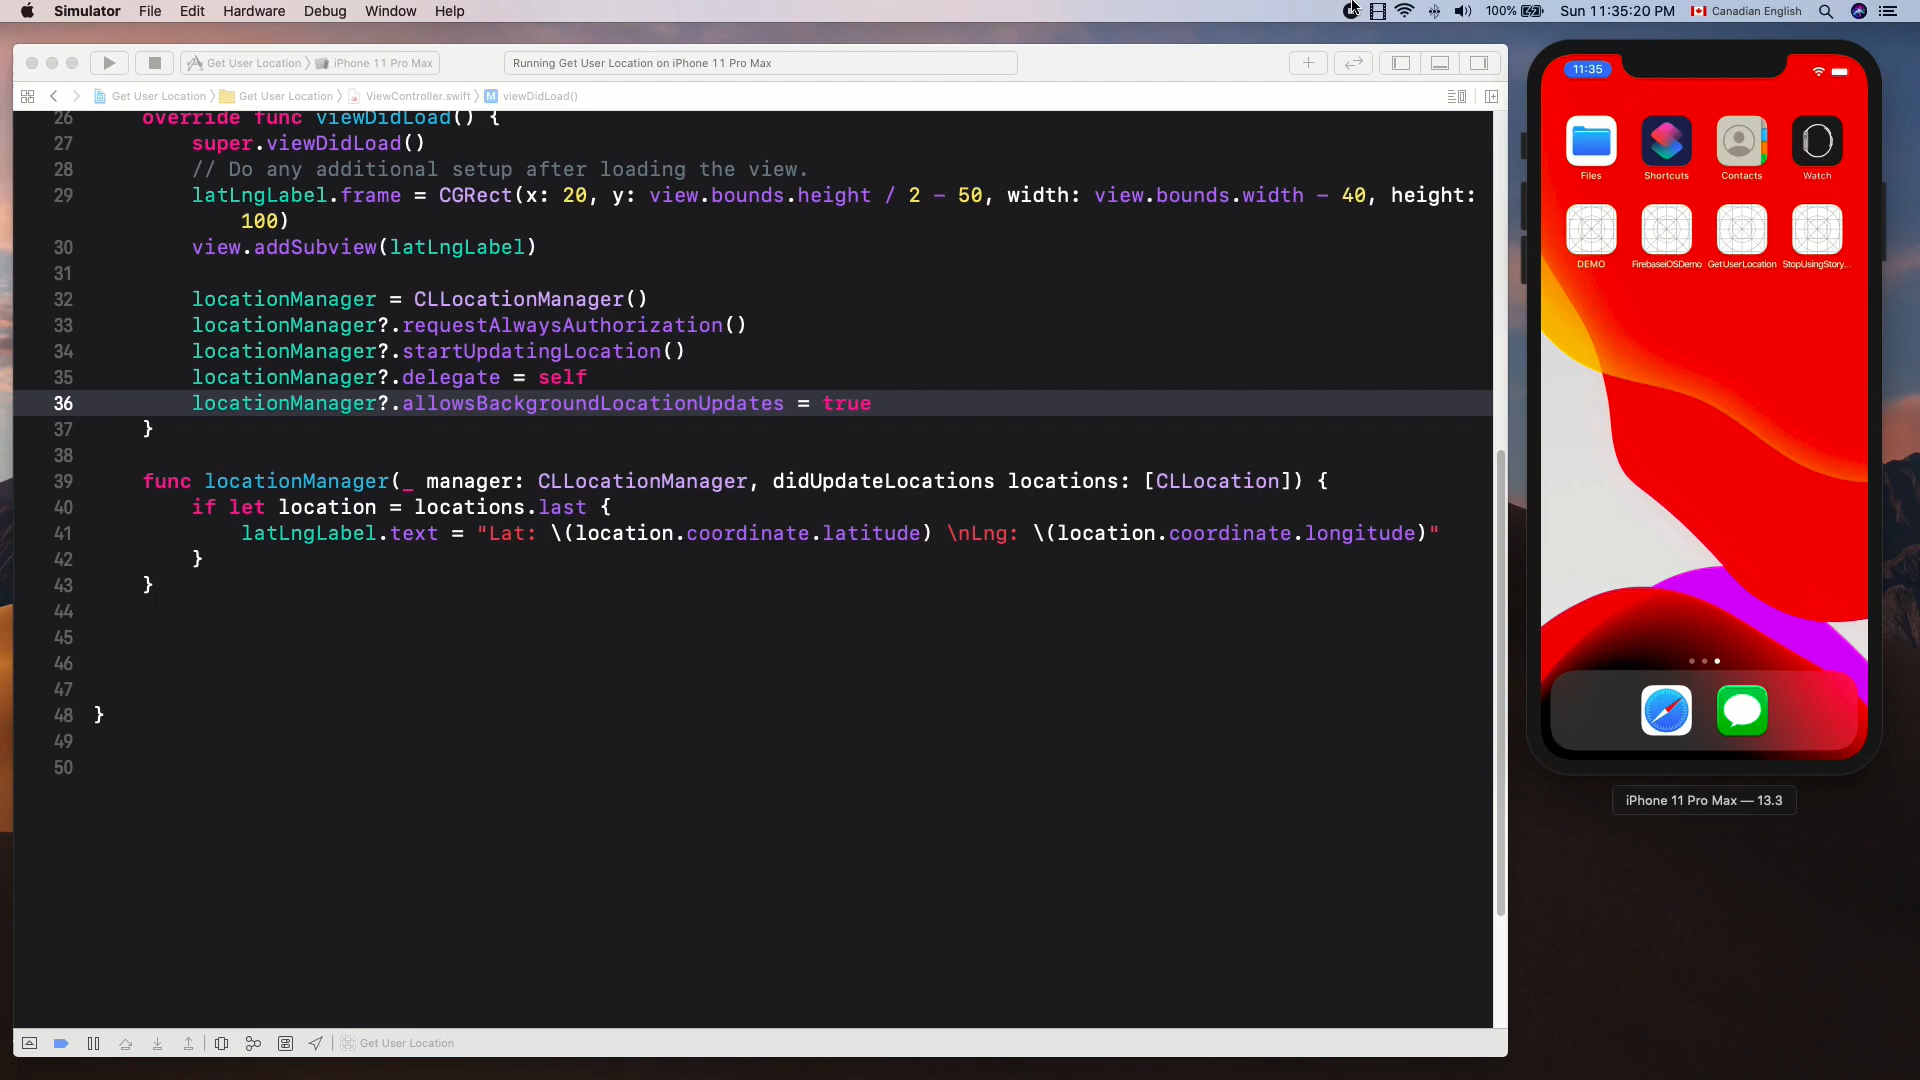 Simulator File Edit Hardware Debug Window Help
100% Sun 11:35:20 PM Canadian English
Get User Location iPhone 11 Pro Max
Running Get User Location on iPhone 11 Pro Max
Get User Location Get User Location ViewController.swift M viewDidLoad()
26 override func viewDidLoad() {
27 super.viewDidLoad()
28 // Do any additional setup after loading the view.
29 latLngLabel.frame = CGRect(x: 20, y: view.bounds.height / 2 - 50, width: view.bounds.width - 40, height:
100)
30 view.addSubview(latLngLabel)
31
32 locationManager = CLLocationManager()
33 locationManager?.requestAlwaysAuthorization()
34 locationManager?.startUpdatingLocation()
35 locationManager?.delegate = self
36 locationManager?.allowsBackgroundLocationUpdates = true
37 }
38
39 func locationManager(_ manager: CLLocationManager, didUpdateLocations locations: [CLLocation]) {
40 if let location = locations.last {
41 latLngLabel.text = "Lat: \(location.coordinate.latitude) \nLng: \(location.coordinate.longitude)"
42 }
43 }
44
45
46
47
48 }
49
50
Get User Location
11:35
Files Shortcuts Contacts Watch
DEMO FirebaseiOSDemo GetUserLocation StopUsingStory...
iPhone 11 Pro Max — 13.3